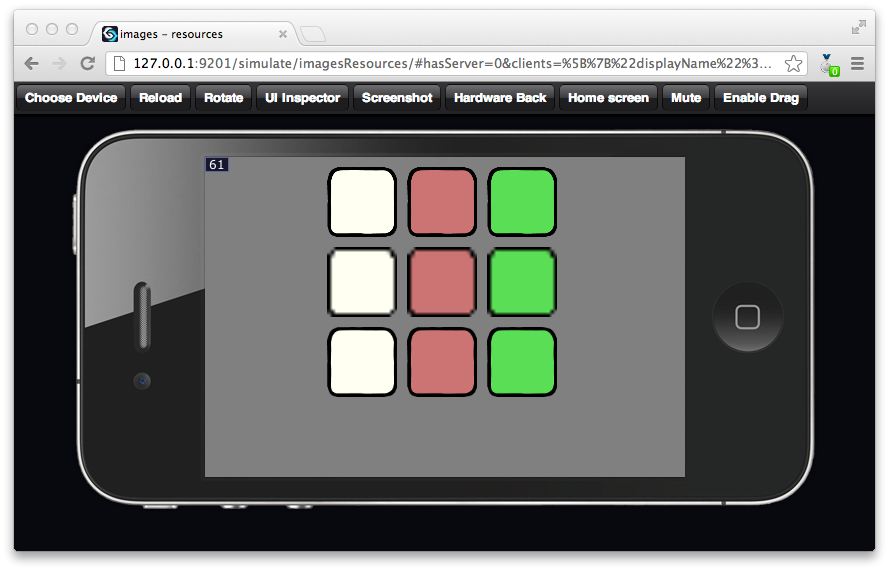 images – resources
127.0.0.1:9201/simulate/imagesResources/#hasServer=0&clients=%5B%7B%22displayName%22%3...
0
Choose Device Reload Rotate UI Inspector Screenshot Hardware Back Home screen Mute Enable Drag
61